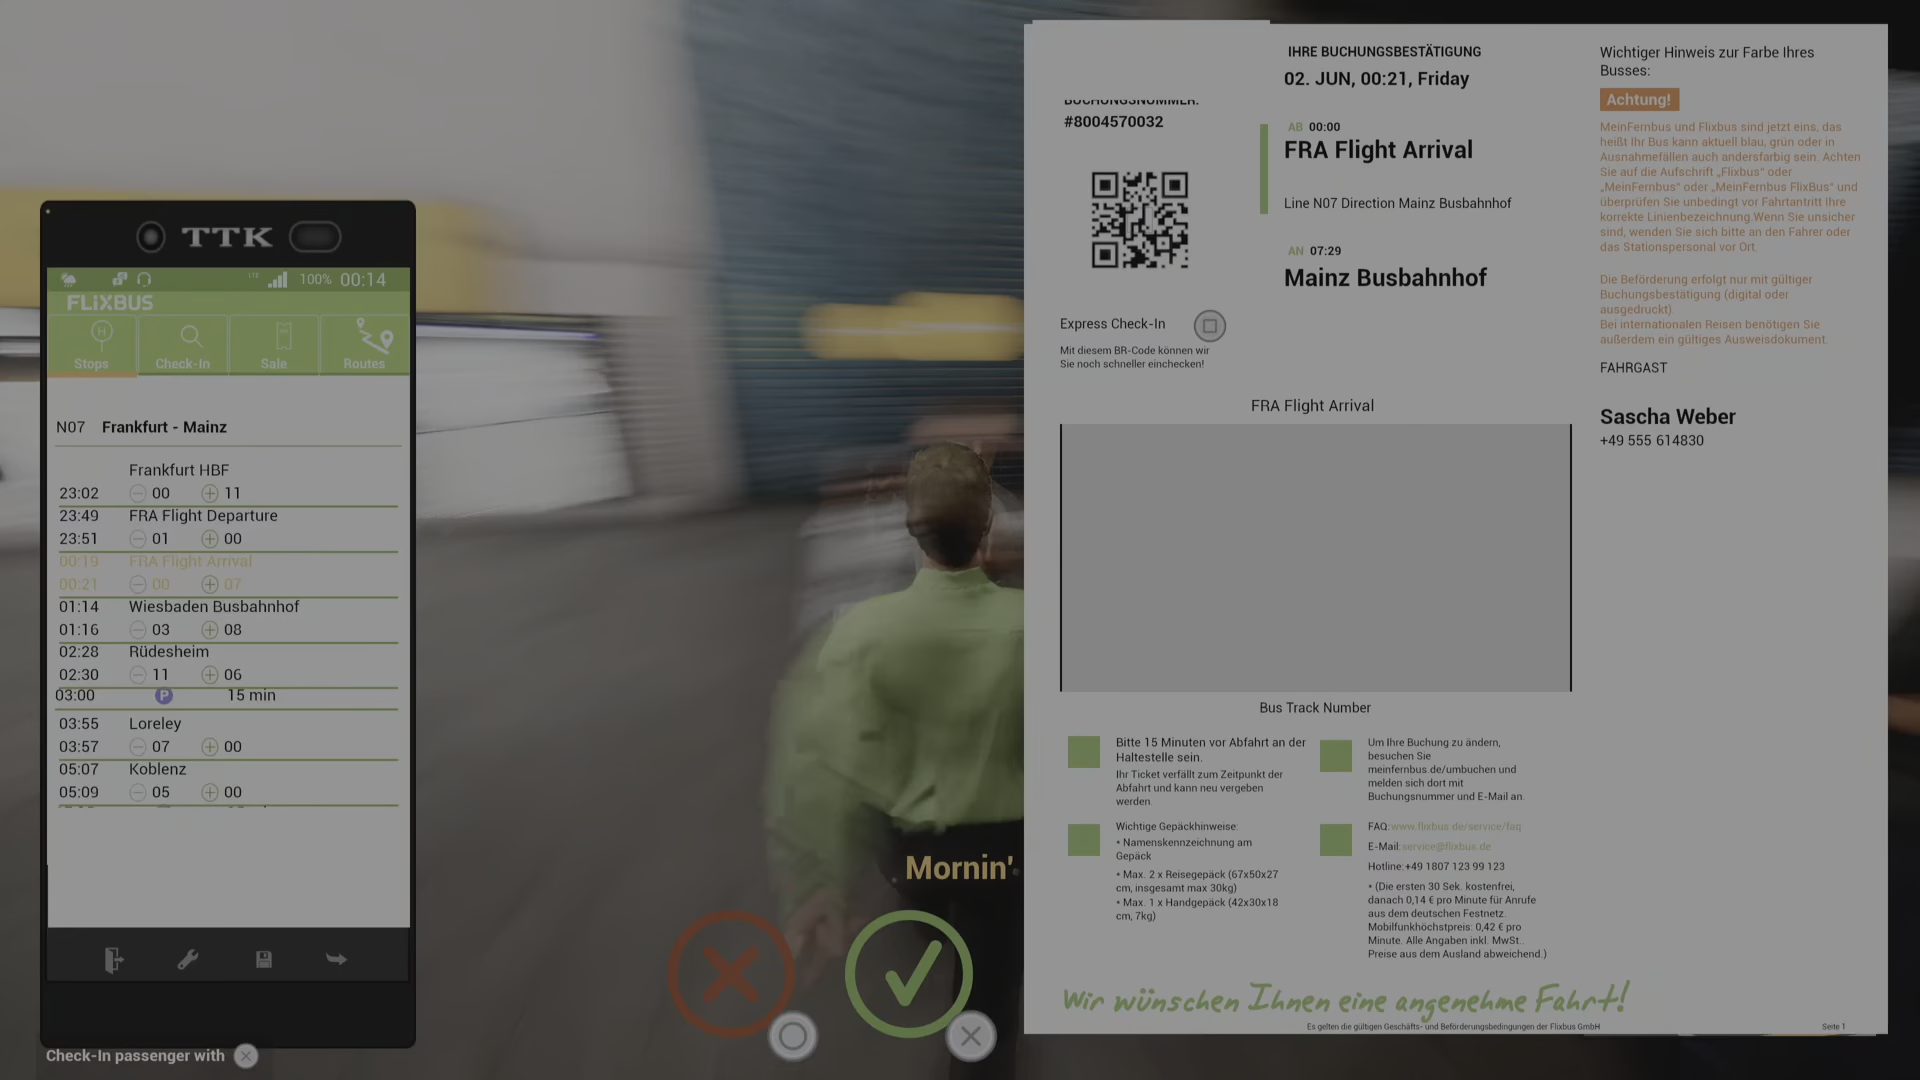 TTK
LTE 100% 00:14
FLiXBUS
Stops Check-In Sale Routes
N07 Frankfurt - Mainz
Frankfurt HBF
23:02 00 11
23:49 FRA Flight Departure
23:51 01 00
00:19 FRA Flight Arrival
00:21 00 07
01:14 Wiesbaden Busbahnhof
01:16 03 08
02:28 Rüdesheim
02:30 11 06
03:00 P 15 min
03:55 Loreley
03:57 07 00
05:07 Koblenz
05:09 05 00
Check-In passenger with
Mornin'.
IHRE BUCHUNGSBESTÄTIGUNG
02. JUN, 00:21, Friday
BUCHUNGSNUMMER:
#8004570032
AB 00:00
FRA Flight Arrival
Line N07 Direction Mainz Busbahnhof
AN 07:29
Mainz Busbahnhof
Express Check-In
Mit diesem BR-Code können wir
Sie noch schneller einchecken!
FRA Flight Arrival
Bus Track Number
Bitte 15 Minuten vor Abfahrt an der
Haltestelle sein.
Ihr Ticket verfällt zum Zeitpunkt der
Abfahrt und kann neu vergeben
werden.
Wichtige Gepäckhinweise:
• Namenskennzeichnung am
Gepäck
• Max. 2 x Reisegepäck (67x50x27
cm, insgesamt max 30kg)
• Max. 1 x Handgepäck (42x30x18
cm, 7kg)
Um Ihre Buchung zu ändern,
besuchen Sie
meinfernbus.de/umbuchen und
melden sich dort mit
Buchungsnummer und E-Mail an.
FAQ: www.flixbus.de/service/faq
E-Mail: service@flixbus.de
Hotline: +49 1807 123 99 123
• (Die ersten 30 Sek. kostenfrei,
danach 0,14 € pro Minute für Anrufe
aus dem deutschen Festnetz.
Mobilfunkhöchstpreis: 0,42 € pro
Minute. Alle Angaben inkl. MwSt..
Preise aus dem Ausland abweichend.)
Wir wünschen Ihnen eine angenehme Fahrt!
Es gelten die gültigen Geschäfts- und Beförderungsbedingungen der Flixbus GmbH
Seite 1
Wichtiger Hinweis zur Farbe Ihres
Busses:
Achtung!
MeinFernbus und Flixbus sind jetzt eins, das
heißt Ihr Bus kann aktuell blau, grün oder in
Ausnahmefällen auch andersfarbig sein. Achten
Sie auf die Aufschrift „Flixbus“ oder
„MeinFernbus“ oder „MeinFernbus FlixBus“ und
überprüfen Sie unbedingt vor Fahrtantritt Ihre
korrekte Linienbezeichnung.Wenn Sie unsicher
sind, wenden Sie sich bitte an den Fahrer oder
das Stationspersonal vor Ort.
Die Beförderung erfolgt nur mit gültiger
Buchungsbestätigung (digital oder
ausgedruckt).
Bei internationalen Reisen benötigen Sie
außerdem ein gültiges Ausweisdokument.
FAHRGAST
Sascha Weber
+49 555 614830